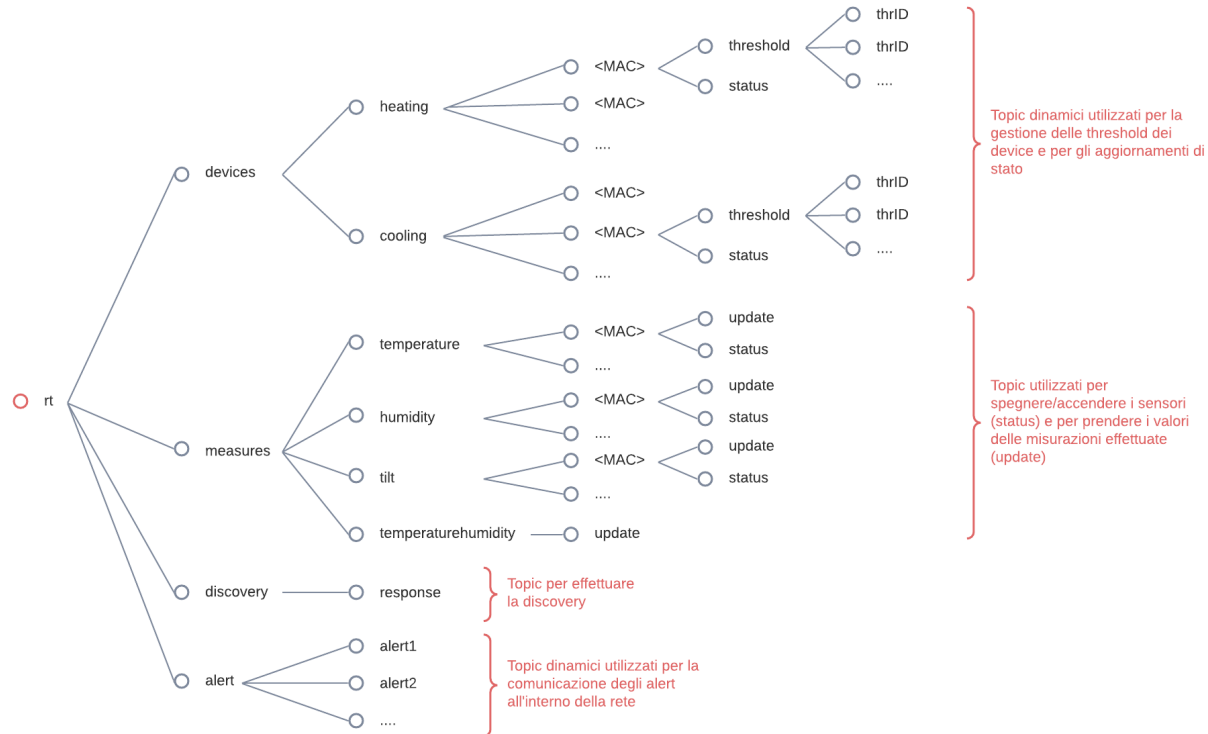 thrID
threshold
thrID
<MAC>
....
status
heating
<MAC>
....
Topic dinamici utilizzati per la
gestione delle threshold dei
device e per gli aggiornamenti di
stato
devices
<MAC>
thrID
threshold
thrID
cooling
<MAC>
....
status
....
temperature
<MAC>
update
status
....
humidity
<MAC>
update
status
....
tilt
<MAC>
update
status
....
rt
measures
Topic utilizzati per
spegnere/accendere i sensori
(status) e per prendere i valori
delle misurazioni effettuate
(update)
temperaturehumidity
update
discovery
response
Topic per effettuare
la discovery
alert
alert1
alert2
....
Topic dinamici utilizzati per la
comunicazione degli alert
all'interno della rete